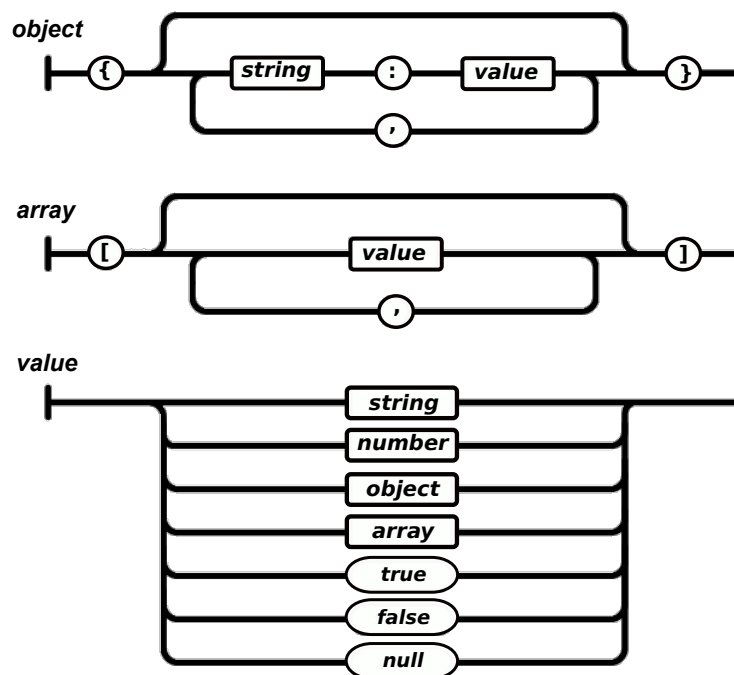 object
{ string : value }
,
array
[ value ]
,
value
string
number
object
array
true
false
null